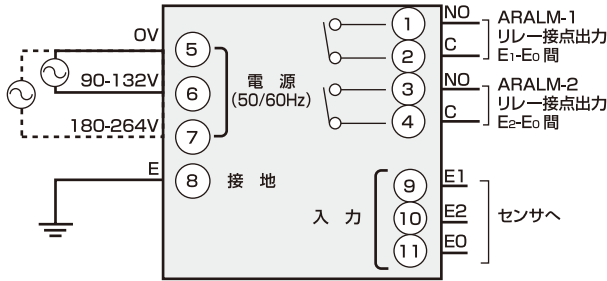 0V
90-132V
180-264V
E
5
6
7
8
電 源
(50/60Hz)
接 地
1
2
3
4
NO
C
NO
C
ARALM-1
リレー接点出力
E1-E0 間
ARALM-2
リレー接点出力
E2-E0 間
入 力
9
10
11
E1
E2
E0
センサへ